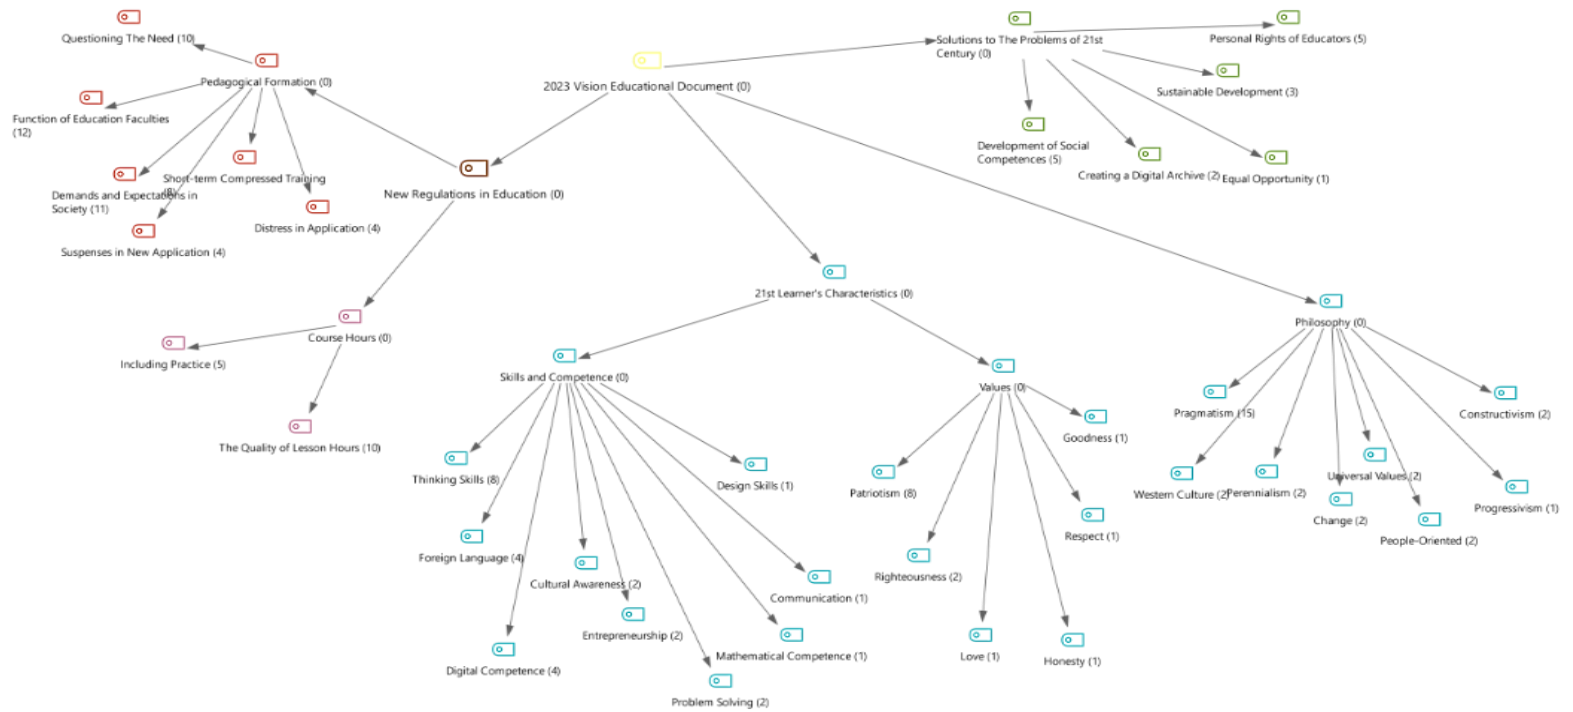 Questioning The Need (10)
Pedagogical Formation (0)
Function of Education Faculties
(12)
Short-term Compressed Training
(8)
Demands and Expectations in
Society (11)
Suspenses in New Application (4)
Distress in Application (4)
2023 Vision Educational Document (0)
New Regulations in Education (0)
Solutions to The Problems of 21st
Century (0)
Personal Rights of Educators (5)
Sustainable Development (3)
Development of Social
Competences (5)
Creating a Digital Archive (2)
Equal Opportunity (1)
21st Learner's Characteristics (0)
Course Hours (0)
Including Practice (5)
The Quality of Lesson Hours (10)
Skills and Competence (0)
Thinking Skills (8)
Design Skills (1)
Foreign Language (4)
Cultural Awareness (2)
Communication (1)
Entrepreneurship (2)
Mathematical Competence (1)
Digital Competence (4)
Problem Solving (2)
Values (0)
Goodness (1)
Patriotism (8)
Respect (1)
Righteousness (2)
Love (1)
Honesty (1)
Philosophy (0)
Pragmatism (15)
Constructivism (2)
Universal Values (2)
Western Culture (2)
Perennialism (2)
Progressivism (1)
Change (2)
People-Oriented (2)